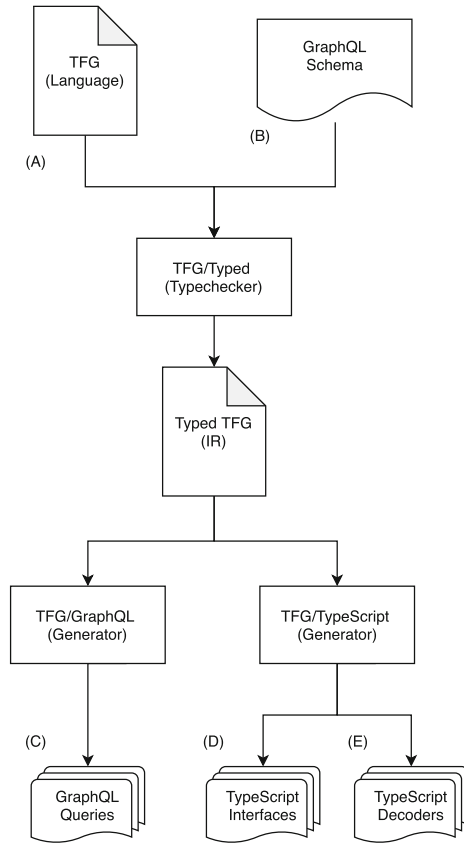 TFG
(Language)
GraphQL
Schema
(A)
(B)
TFG/Typed
(Typechecker)
Typed TFG
(IR)
TFG/GraphQL
(Generator)
TFG/TypeScript
(Generator)
(C)
(D)
(E)
GraphQL
Queries
TypeScript
Interfaces
TypeScript
Decoders